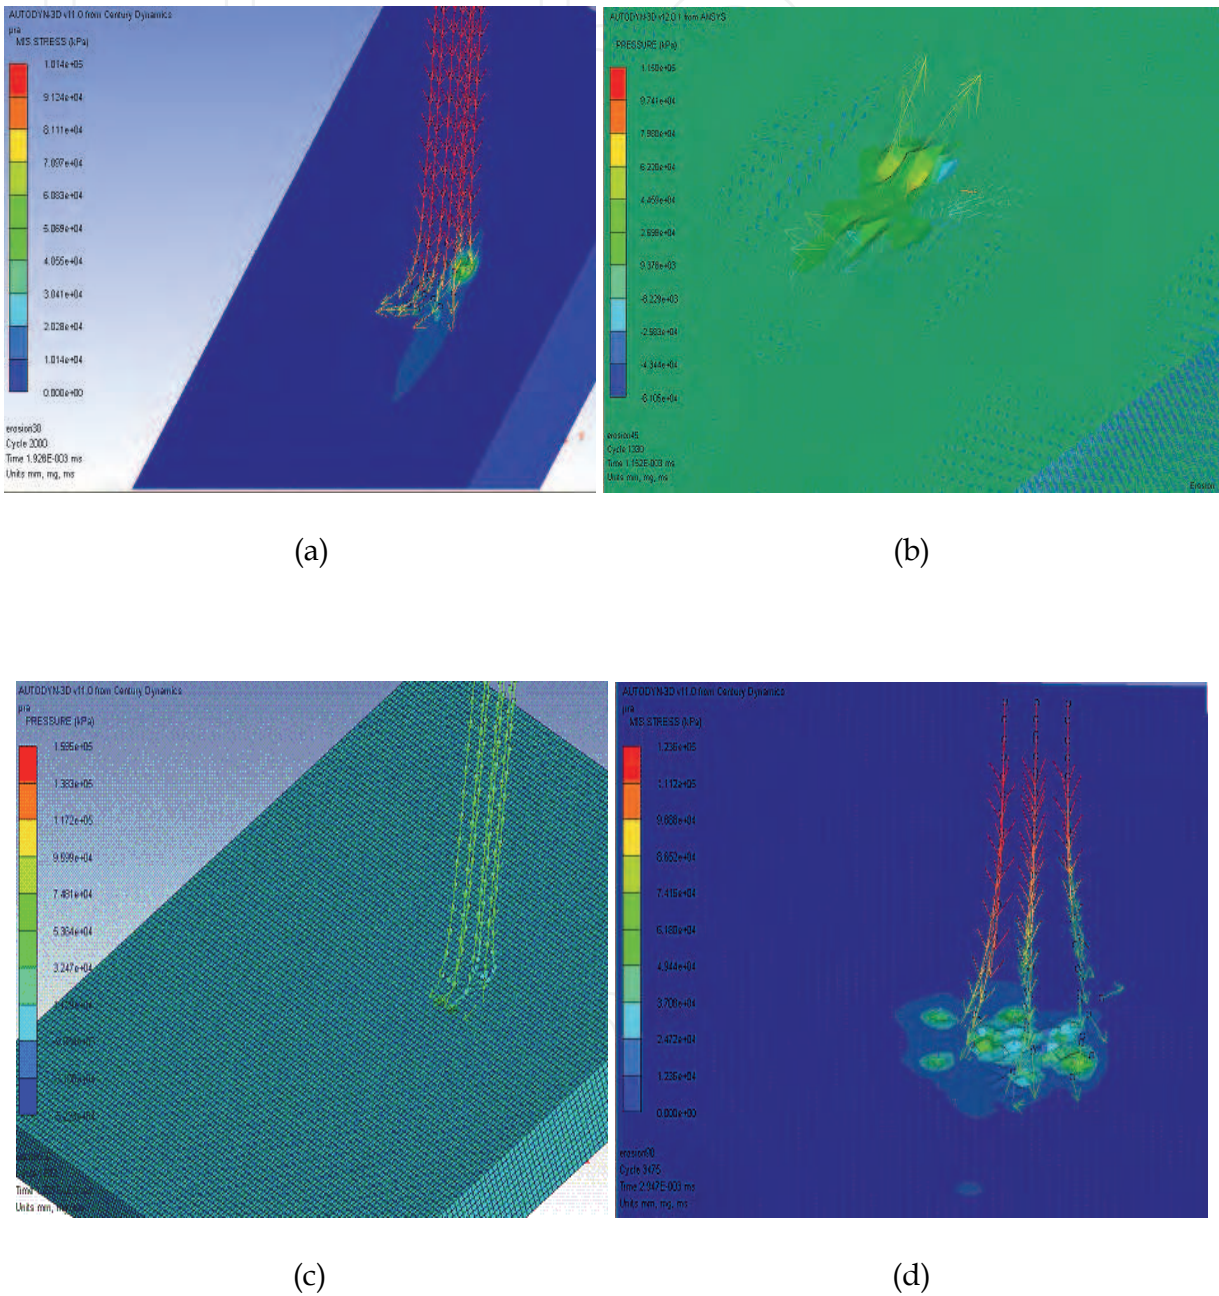 AUTODYN-3D v11.0 from Century Dynamics
pra
MIS.STRESS (kPa)
1.014e+05
9.124e+04
8.111e+04
7.097e+04
6.083e+04
5.069e+04
4.055e+04
3.041e+04
2.028e+04
1.014e+04
0.000e+00
erosion30
Cycle 2000
Time 1.928E-003 ms
Units mm, mg, ms
AUTODYN-3D v12.0.1 from ANSYS
PRESSURE (kPa)
1.150e+05
9.741e+04
6.220e+04
4.459e+04
2.698e+04
9.376e+03
-8.229e+03
-2.583e+04
-4.344e+04
-6.105e+04
erosion45
Cycle 1330
Time 1.152E-003 ms
Units mm, mg, ms
Erosion
(a)
(b)
AUTODYN-3D v11.0 from Century Dynamics
pra
PRESSURE (kPa)
1.595e+05
1.383e+05
1.172e+05
9.599e+04
7.481e+04
5.364e+04
3.247e+04
Units mm,
AUTODYN-3D v11.0 from Century Dynamics
pra
MIS.STRESS (kPa)
1.236e+05
1.112e+05
9.888e+04
8.652e+04
7.416e+04
6.180e+04
4.944e+04
3.708e+04
2.472e+04
1.236e+04
0.000e+00
erosion90
Cycle 3475
Time 2.947E-003 ms
Units mm, mg, ms
(c)
(d)